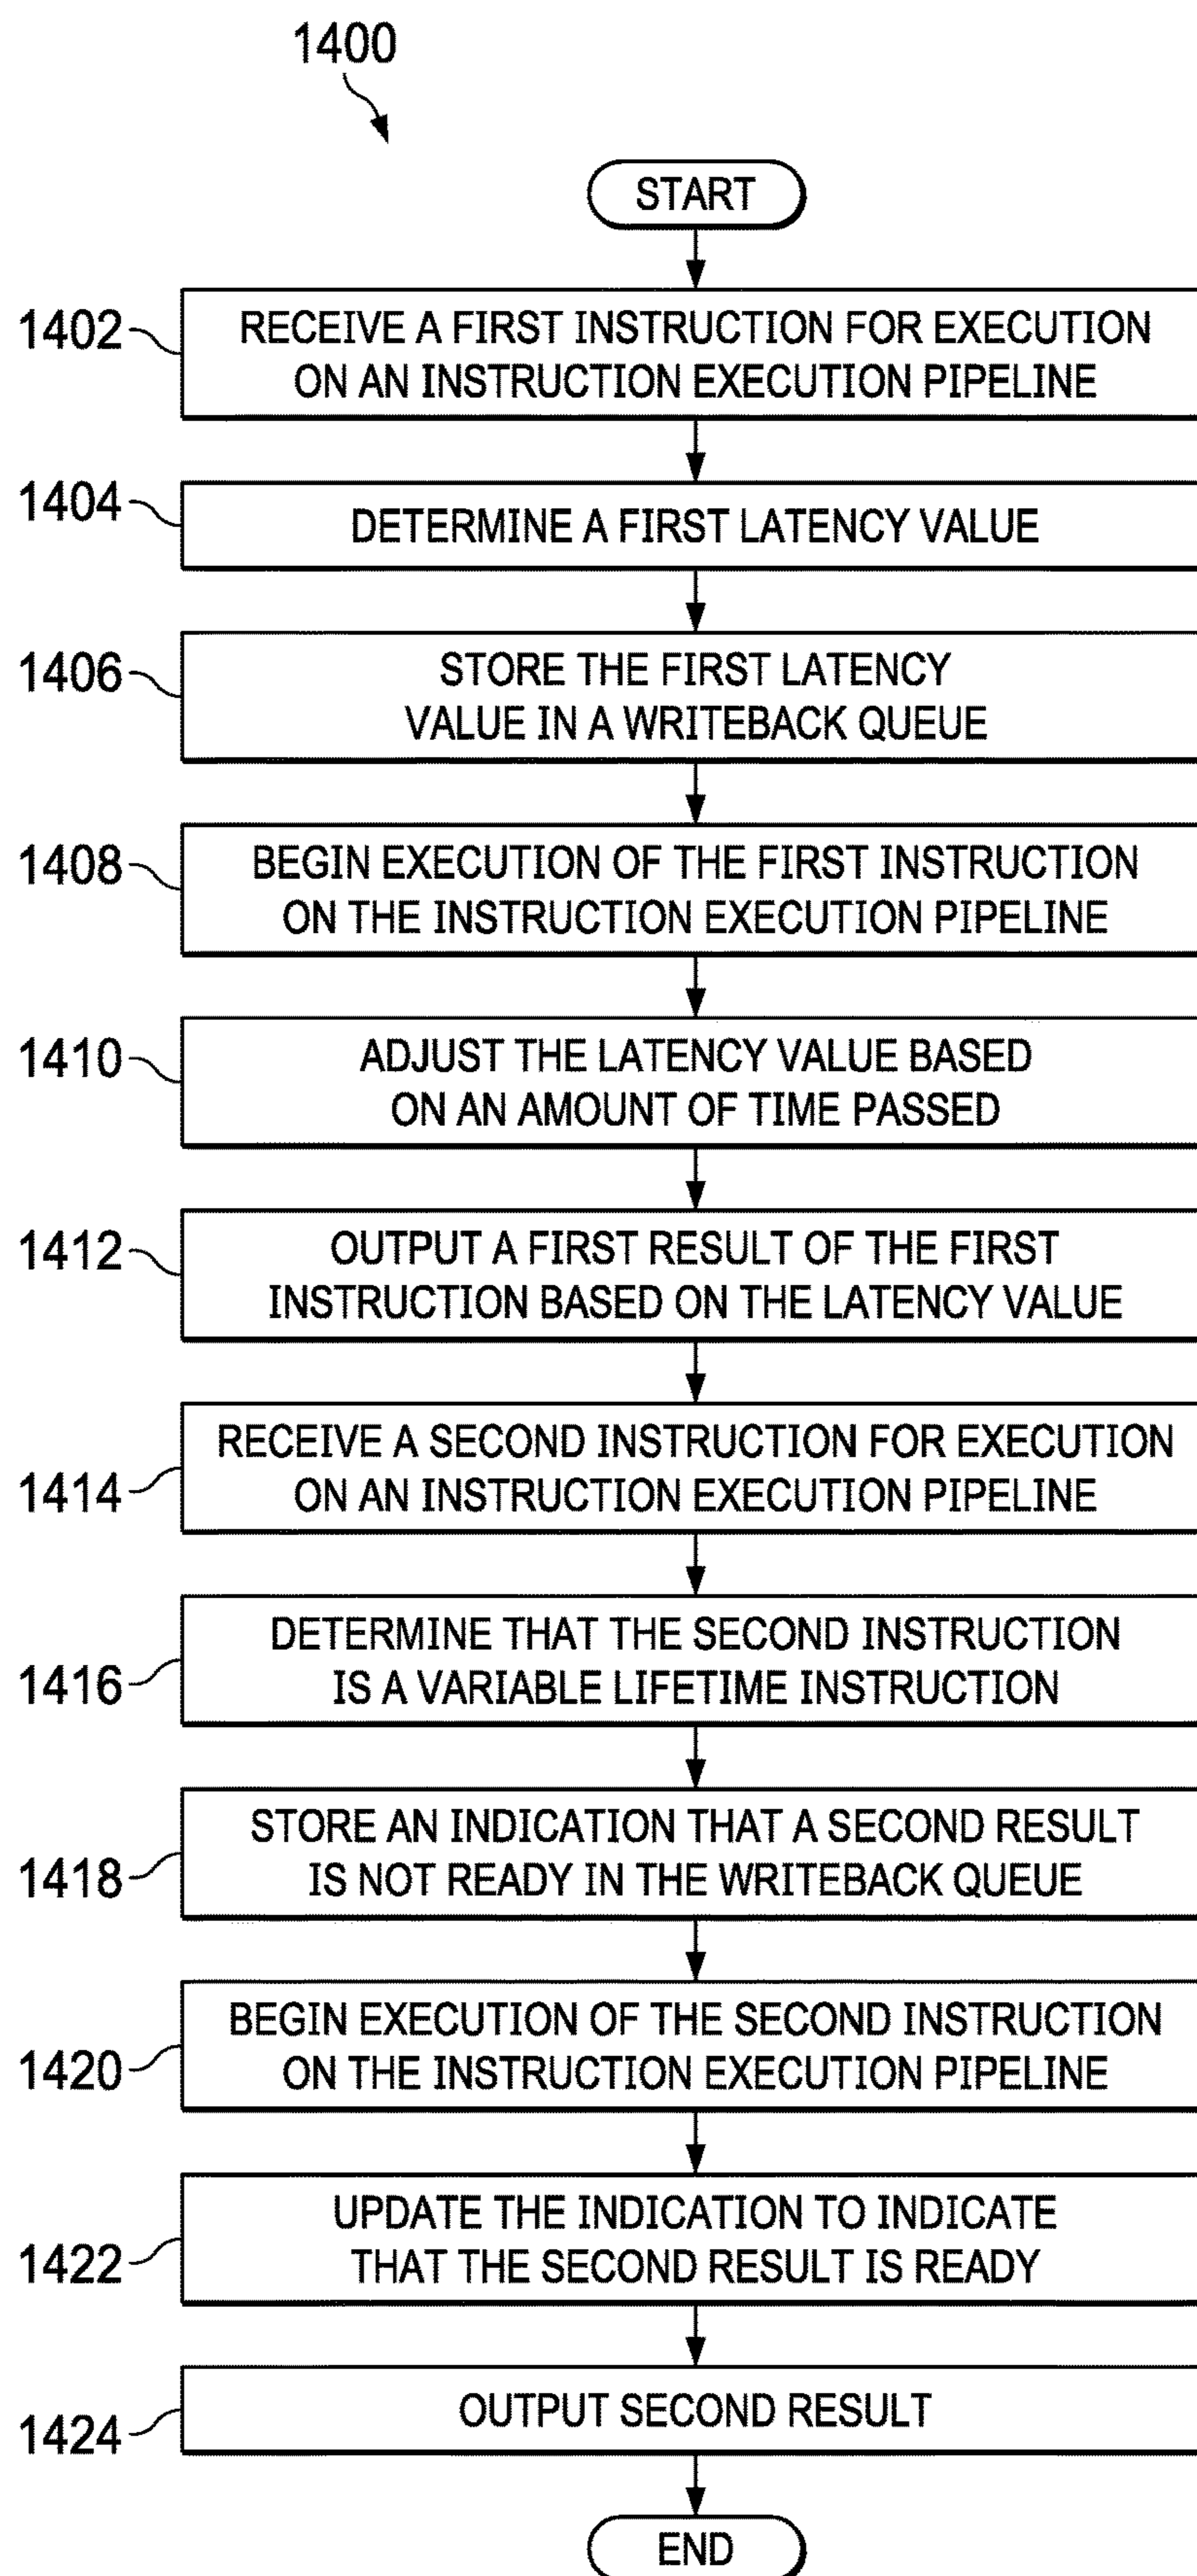 1400
START
1402
RECEIVE A FIRST INSTRUCTION FOR EXECUTION
ON AN INSTRUCTION EXECUTION PIPELINE
1404
DETERMINE A FIRST LATENCY VALUE
1406
STORE THE FIRST LATENCY
VALUE IN A WRITEBACK QUEUE
1408
BEGIN EXECUTION OF THE FIRST INSTRUCTION
ON THE INSTRUCTION EXECUTION PIPELINE
1410
ADJUST THE LATENCY VALUE BASED
ON AN AMOUNT OF TIME PASSED
1412
OUTPUT A FIRST RESULT OF THE FIRST
INSTRUCTION BASED ON THE LATENCY VALUE
1414
RECEIVE A SECOND INSTRUCTION FOR EXECUTION
ON AN INSTRUCTION EXECUTION PIPELINE
1416
DETERMINE THAT THE SECOND INSTRUCTION
IS A VARIABLE LIFETIME INSTRUCTION
1418
STORE AN INDICATION THAT A SECOND RESULT
IS NOT READY IN THE WRITEBACK QUEUE
1420
BEGIN EXECUTION OF THE SECOND INSTRUCTION
ON THE INSTRUCTION EXECUTION PIPELINE
1422
UPDATE THE INDICATION TO INDICATE
THAT THE SECOND RESULT IS READY
1424
OUTPUT SECOND RESULT
END